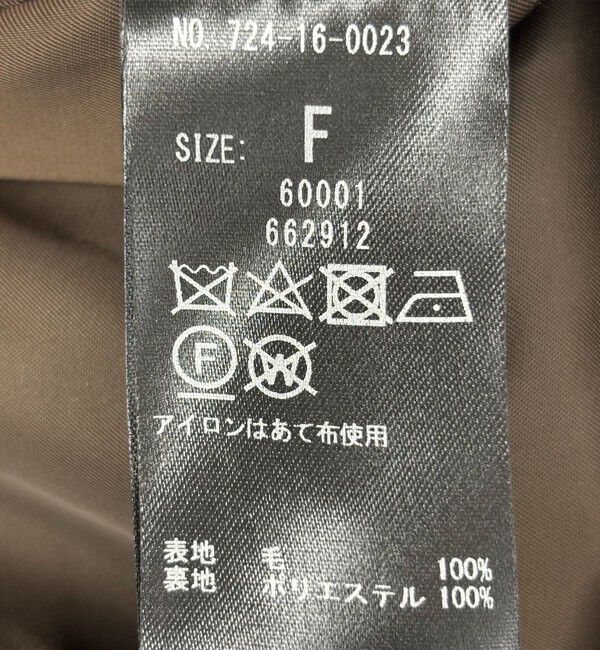 NO. 724-16-0023
SIZE: F
60001
662912
F W
アイロンはあて布使用
表地 毛 100%
裏地 ポリエステル 100%